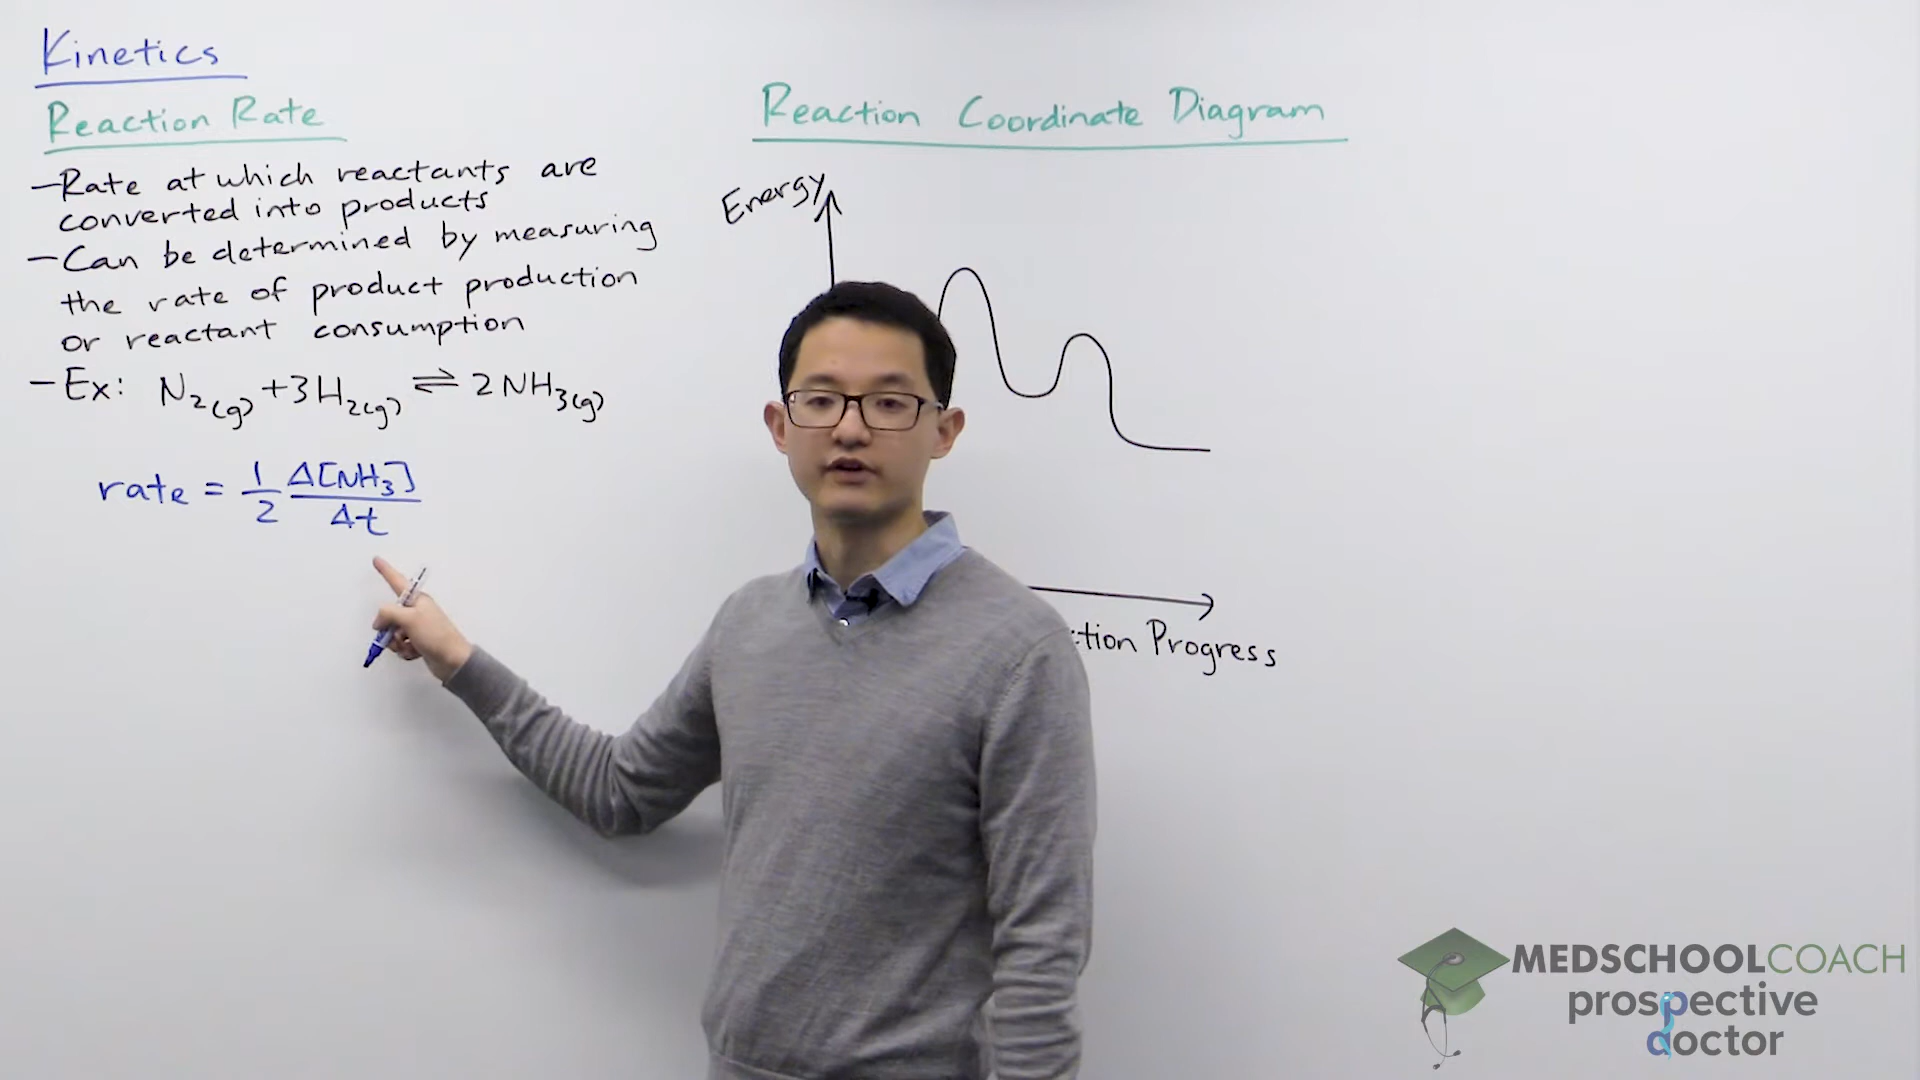 Kinetics
Reaction Rate
- Rate at which reactants are
converted into products
- Can be determined by measuring
the rate of product production
or reactant consumption
- Ex: N₂(g) + 3H₂(g) ⇌ 2NH₃(g)
rate = 1/2 Δ[NH₃]/Δt
Reaction Coordinate Diagram
Energy
ction Progress
MEDSCHOOLCOACH
prospective
doctor